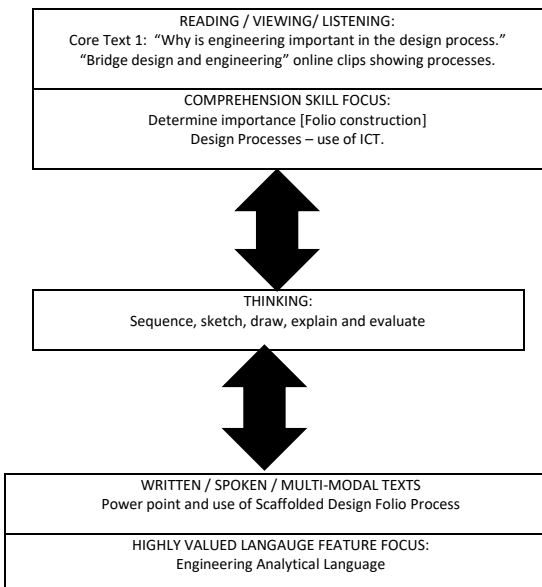 READING / VIEWING/ LISTENING:
Core Text 1:  “Why is engineering important in the design process.”
“Bridge design and engineering” online clips showing processes.
COMPREHENSION SKILL FOCUS:
Determine importance [Folio construction]
Design Processes – use of ICT.
THINKING:
Sequence, sketch, draw, explain and evaluate
WRITTEN / SPOKEN / MULTI-MODAL TEXTS
Power point and use of Scaffolded Design Folio Process
HIGHLY VALUED LANGAUGE FEATURE FOCUS:
Engineering Analytical Language